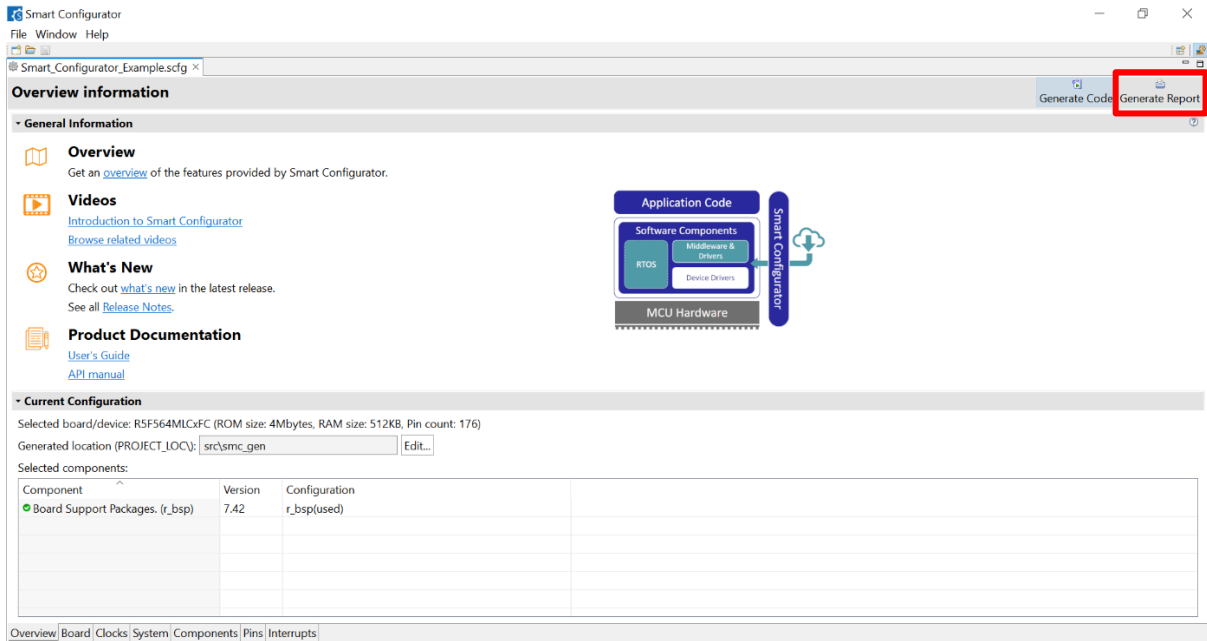 Smart Configurator
File Window Help
Smart_Configurator_Example.scfg ×
Overview information
Generate Code Generate Report
General Information
Overview
Get an overview of the features provided by Smart Configurator.
Videos
Introduction to Smart Configurator
Browse related videos
What's New
Check out what's new in the latest release.
See all Release Notes.
Product Documentation
User's Guide
API manual
Application Code
Software Components
RTOS
Middleware &
Drivers
Device Drivers
Smart Configurator
MCU Hardware
Current Configuration
Selected board/device: R5F564MLCxFC (ROM size: 4Mbytes, RAM size: 512KB, Pin count: 176)
Generated location (PROJECT_LOC\): src\smc_gen Edit...
Selected components:
Component Version Configuration
Board Support Packages. (r_bsp) 7.42 r_bsp(used)
Overview Board Clocks System Components Pins Interrupts